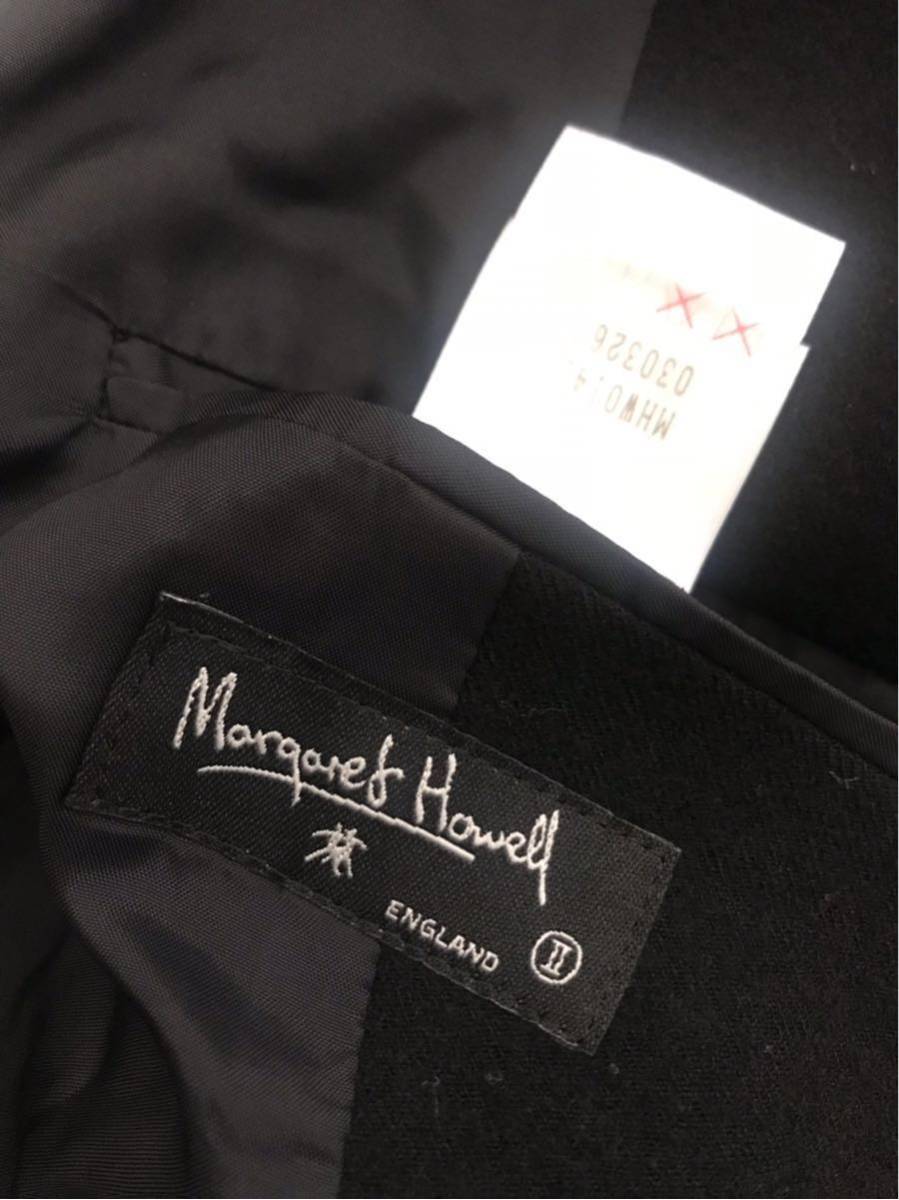 Margaret Howell
ENGLAND II
MHW014
030326